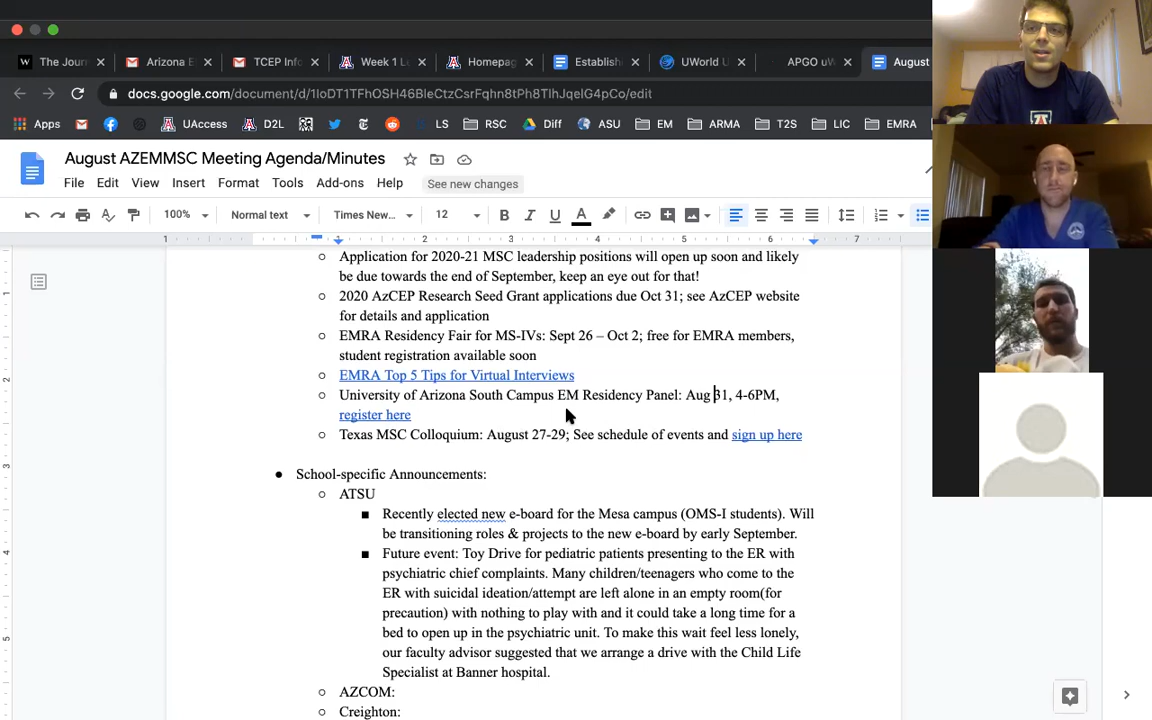 The Jour
Arizona E
TCEP Info
Week 1 L
Homepag
Establis
UWorld U
APGO uW
August
docs.google.com/document/d/1IoDT1TFhOSH46BleCtzCsrFqhn8tPh8TlhJqelG4pCo/edit
Apps
UAccess
D2L
LS
RSC
Diff
ASU
EM
ARMA
T2S
LIC
EMRA
August AZEMMSC Meeting Agenda/Minutes
File Edit View Insert Format Tools Add-ons Help See new changes
100% Normal text Times New... 12 B I U A
1 1 2 3 4 5 6 7
Application for 2020-21 MSC leadership positions will open up soon and likely
be due towards the end of September, keep an eye out for that!
2020 AzCEP Research Seed Grant applications due Oct 31; see AzCEP website
for details and application
EMRA Residency Fair for MS-IVs: Sept 26 – Oct 2; free for EMRA members,
student registration available soon
EMRA Top 5 Tips for Virtual Interviews
University of Arizona South Campus EM Residency Panel: Aug 31, 4-6PM,
register here
Texas MSC Colloquium: August 27-29; See schedule of events and sign up here
School-specific Announcements:
ATSU
Recently elected new e-board for the Mesa campus (OMS-I students). Will
be transitioning roles & projects to the new e-board by early September.
Future event: Toy Drive for pediatric patients presenting to the ER with
psychiatric chief complaints. Many children/teenagers who come to the
ER with suicidal ideation/attempt are left alone in an empty room(for
precaution) with nothing to play with and it could take a long time for a
bed to open up in the psychiatric unit. To make this wait feel less lonely,
our faculty advisor suggested that we arrange a drive with the Child Life
Specialist at Banner hospital.
AZCOM:
Creighton: